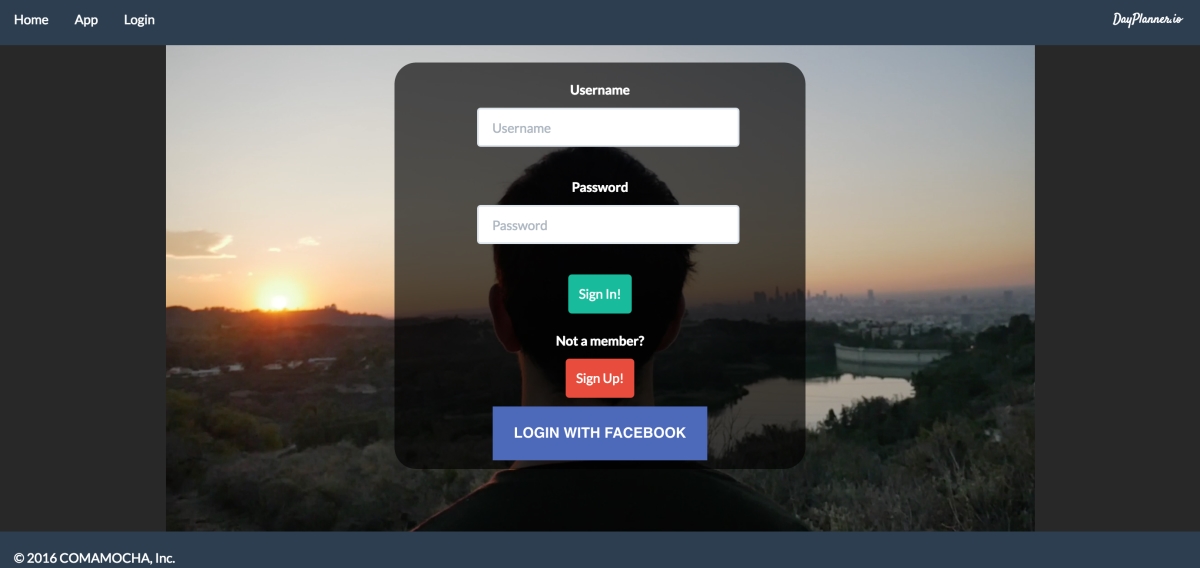 Home App Login DayPlanner.io
Username
Username
Password
Password
Sign In!
Not a member?
Sign Up!
LOGIN WITH FACEBOOK
© 2016 COMAMOCHA, Inc.